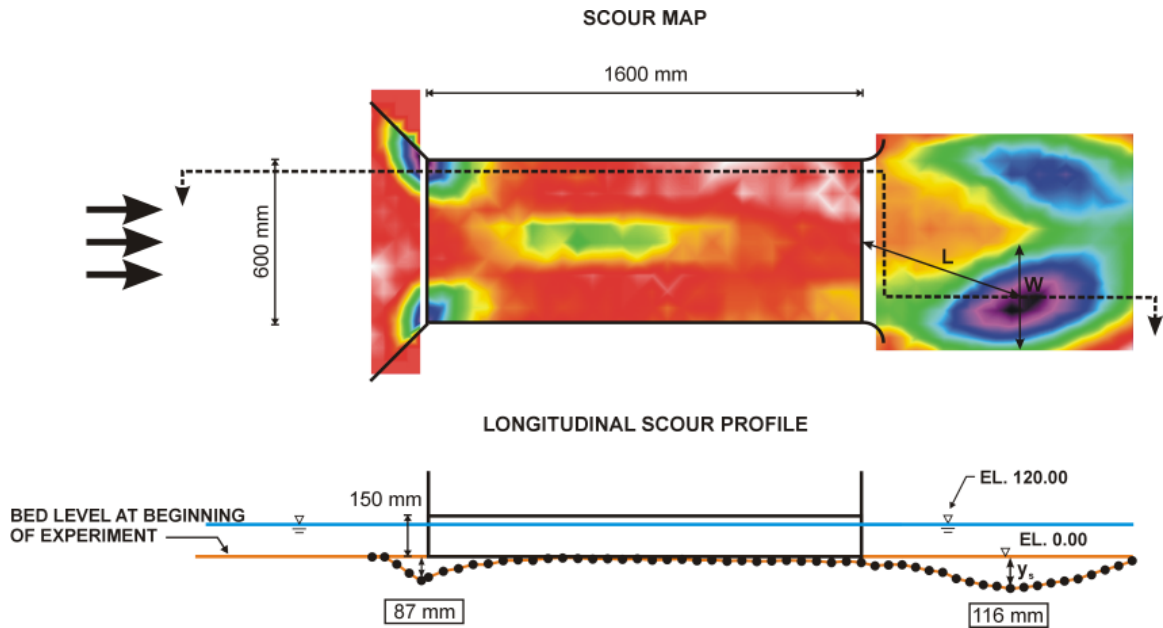 SCOUR MAP
1600 mm
600 mm
L
W
LONGITUDINAL SCOUR PROFILE
EL. 120.00
150 mm
BED LEVEL AT BEGINNING
OF EXPERIMENT
EL. 0.00
ys
87 mm
116 mm